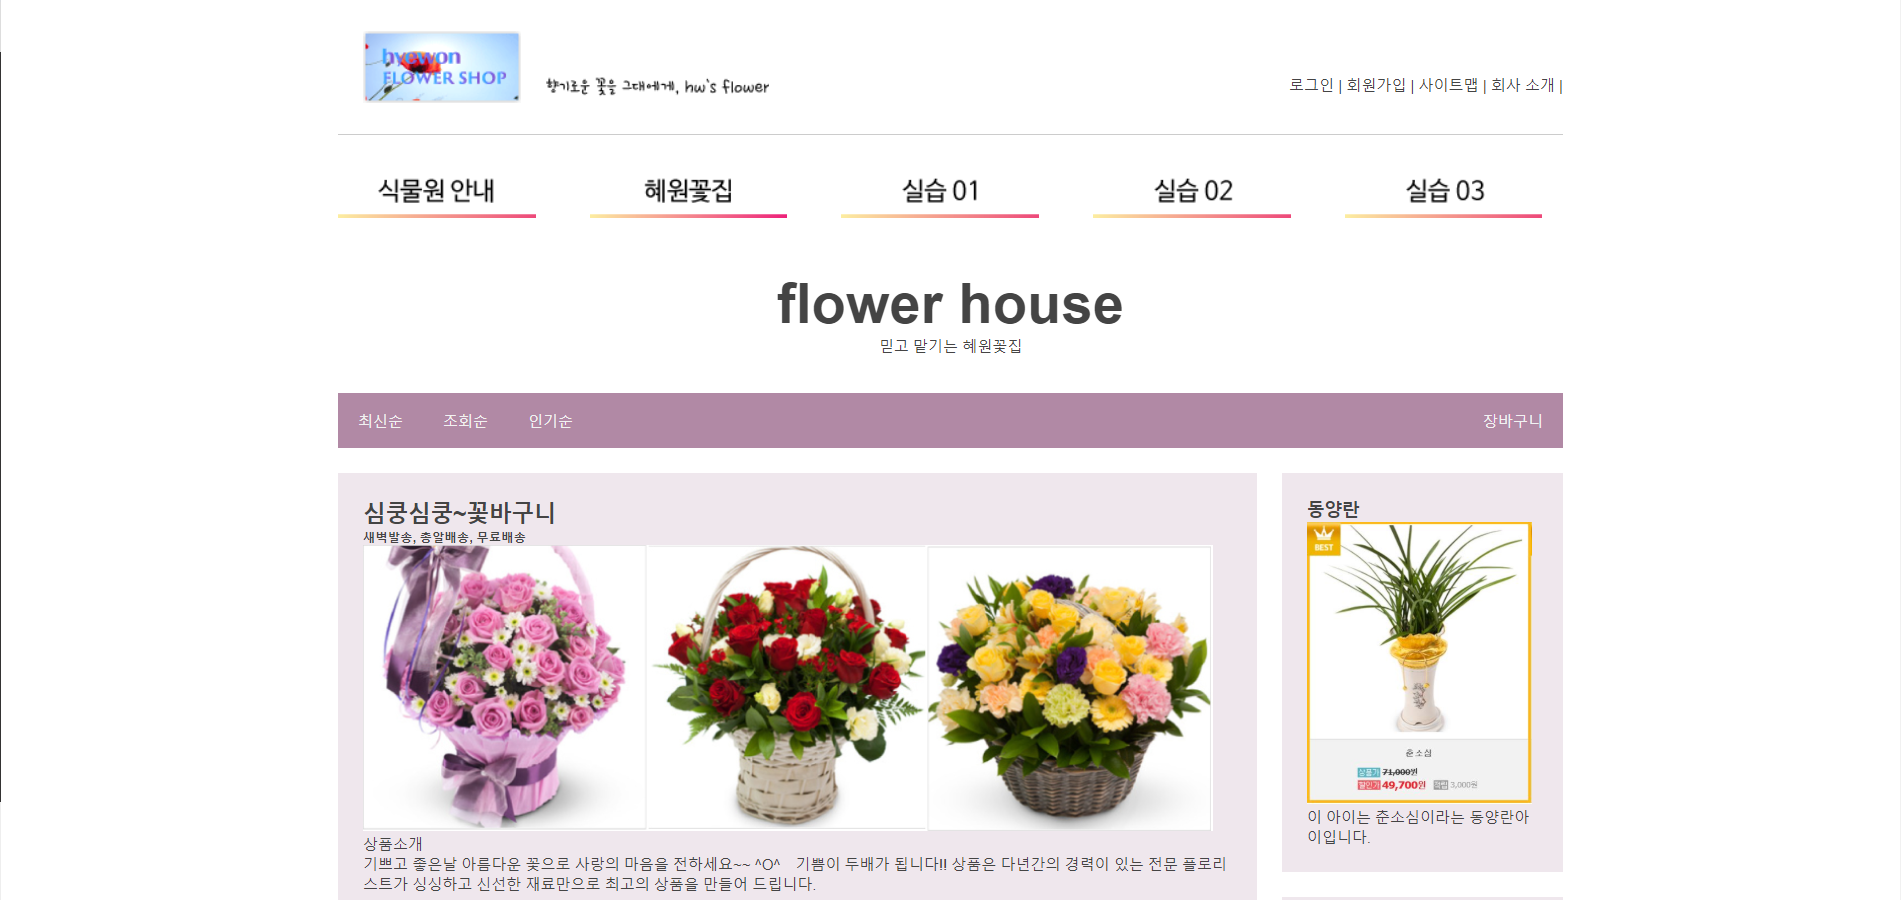 hyewon
FLOWER SHOP
향기로운 꽃을 그대에게, hw's flower
로그인 | 회원가입 | 사이트맵 | 회사 소개 |
식물원 안내
혜원꽃집
실습 01
실습 02
실습 03
flower house
믿고 맡기는 혜원꽃집
최신순
조회순
인기순
장바구니
심쿵심쿵~꽃바구니
새벽발송, 총알배송, 무료배송
상품소개
기쁘고 좋은날 아름다운 꽃으로 사랑의 마음을 전하세요~~ ^O^ 기쁨이 두배가 됩니다!! 상품은 다년간의 경력이 있는 전문 플로리
스트가 싱싱하고 신선한 재료만으로 최고의 상품을 만들어 드립니다.
동양란
BEST
춘소심
상품가 71,000원
할인가 49,700원 적립 3,000원
이 아이는 춘소심이라는 동양란아
이입니다.